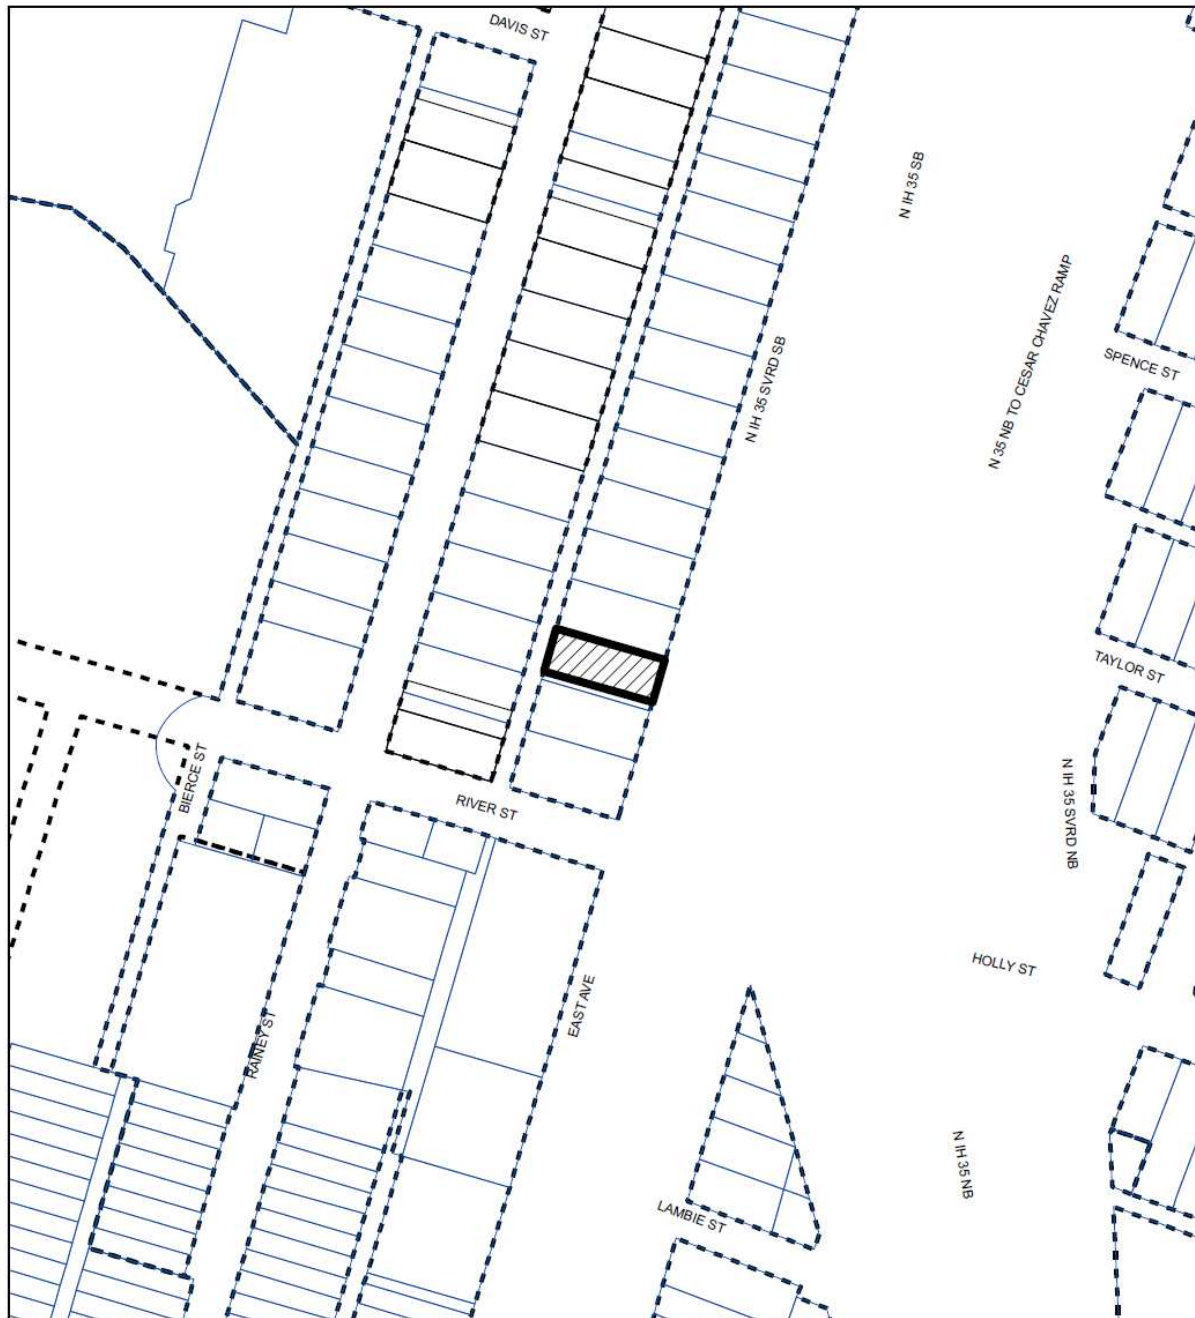 DAVIS ST
N IH 35 SB
N 35 NB TO CESAR CHAVEZ RAMP
SPENCE ST
N IH 35 SVRD SB
TAYLOR ST
BIERCE ST
RIVER ST
N IH 35 SVRD NB
HOLLY ST
EAST AVE
RAINEY ST
N IH 35 NB
LAMBIE ST